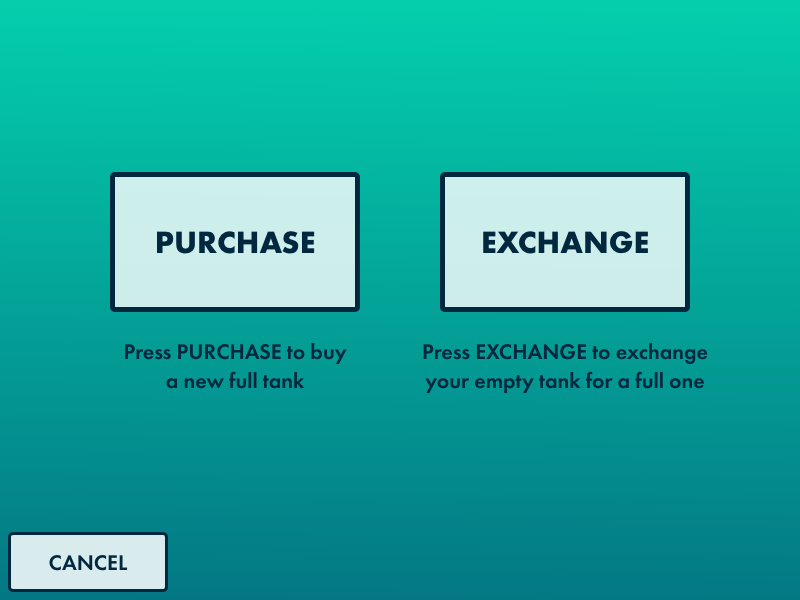 PURCHASE
EXCHANGE
Press PURCHASE to buy
a new full tank
Press EXCHANGE to exchange
your empty tank for a full one
CANCEL